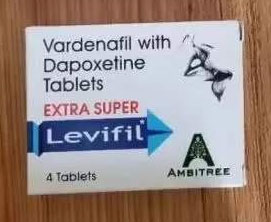 Vardenafil with
Dapoxetine
Tablets
EXTRA SUPER
Levifil
4 Tablets
AMBITREE